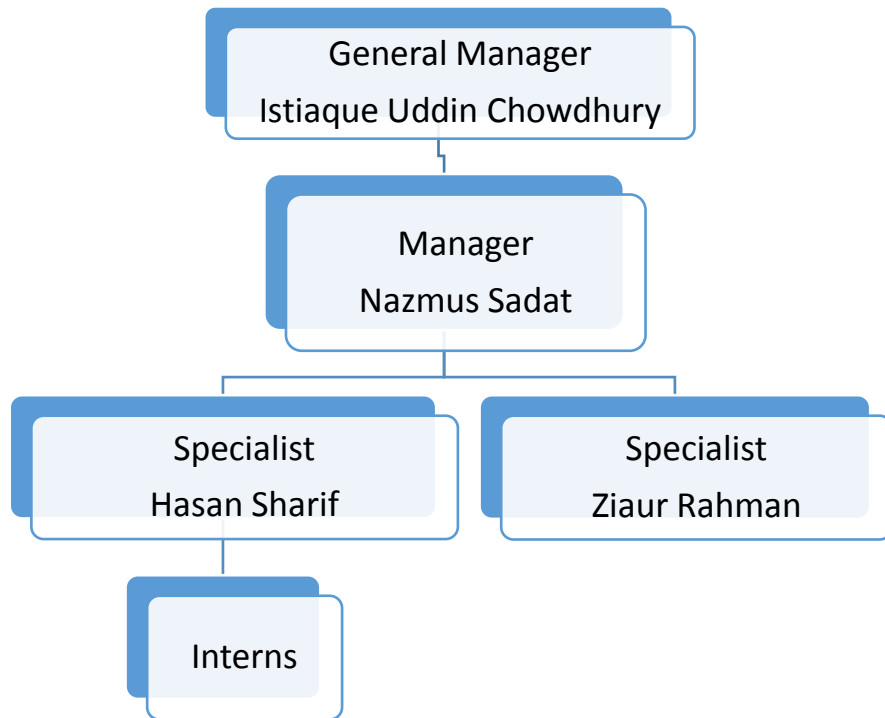 General Manager
Istiaque Uddin Chowdhury
Manager
Nazmus Sadat
Specialist
Hasan Sharif
Specialist
Ziaur Rahman
Interns